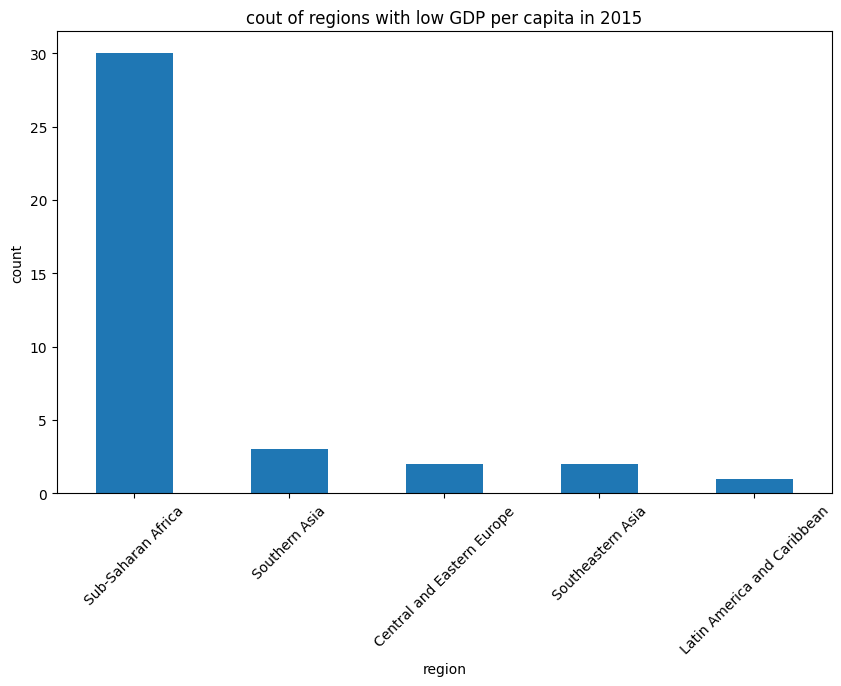 cout of regions with low GDP per capita in 2015
30
25
20
15
10
5
0
count
Sub-Saharan Africa
Southern Asia
Central and Eastern Europe
Southeastern Asia
Latin America and Caribbean
region